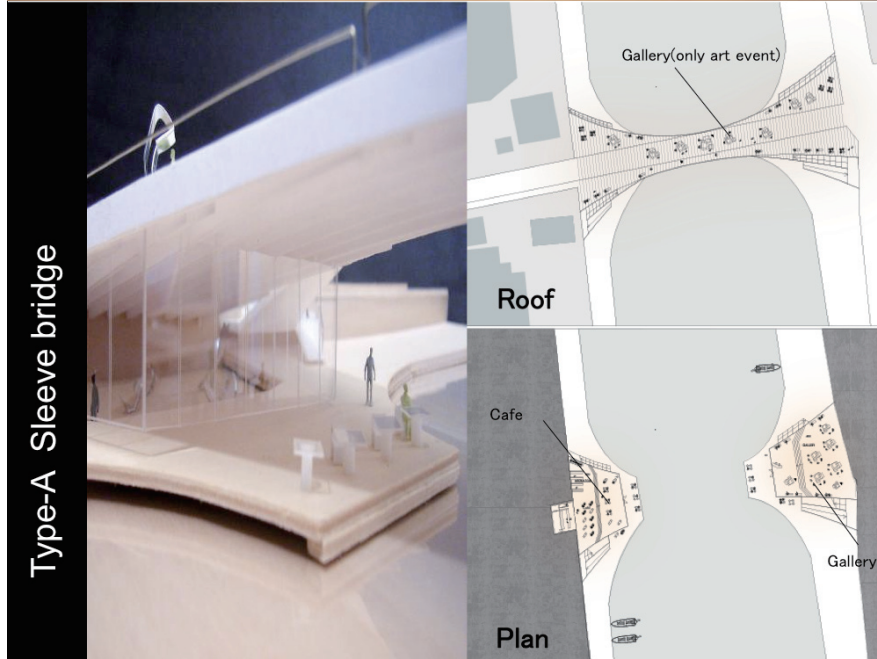 Type-A Sleeve bridge
Gallery(only art event)
Roof
Cafe
Gallery
Plan